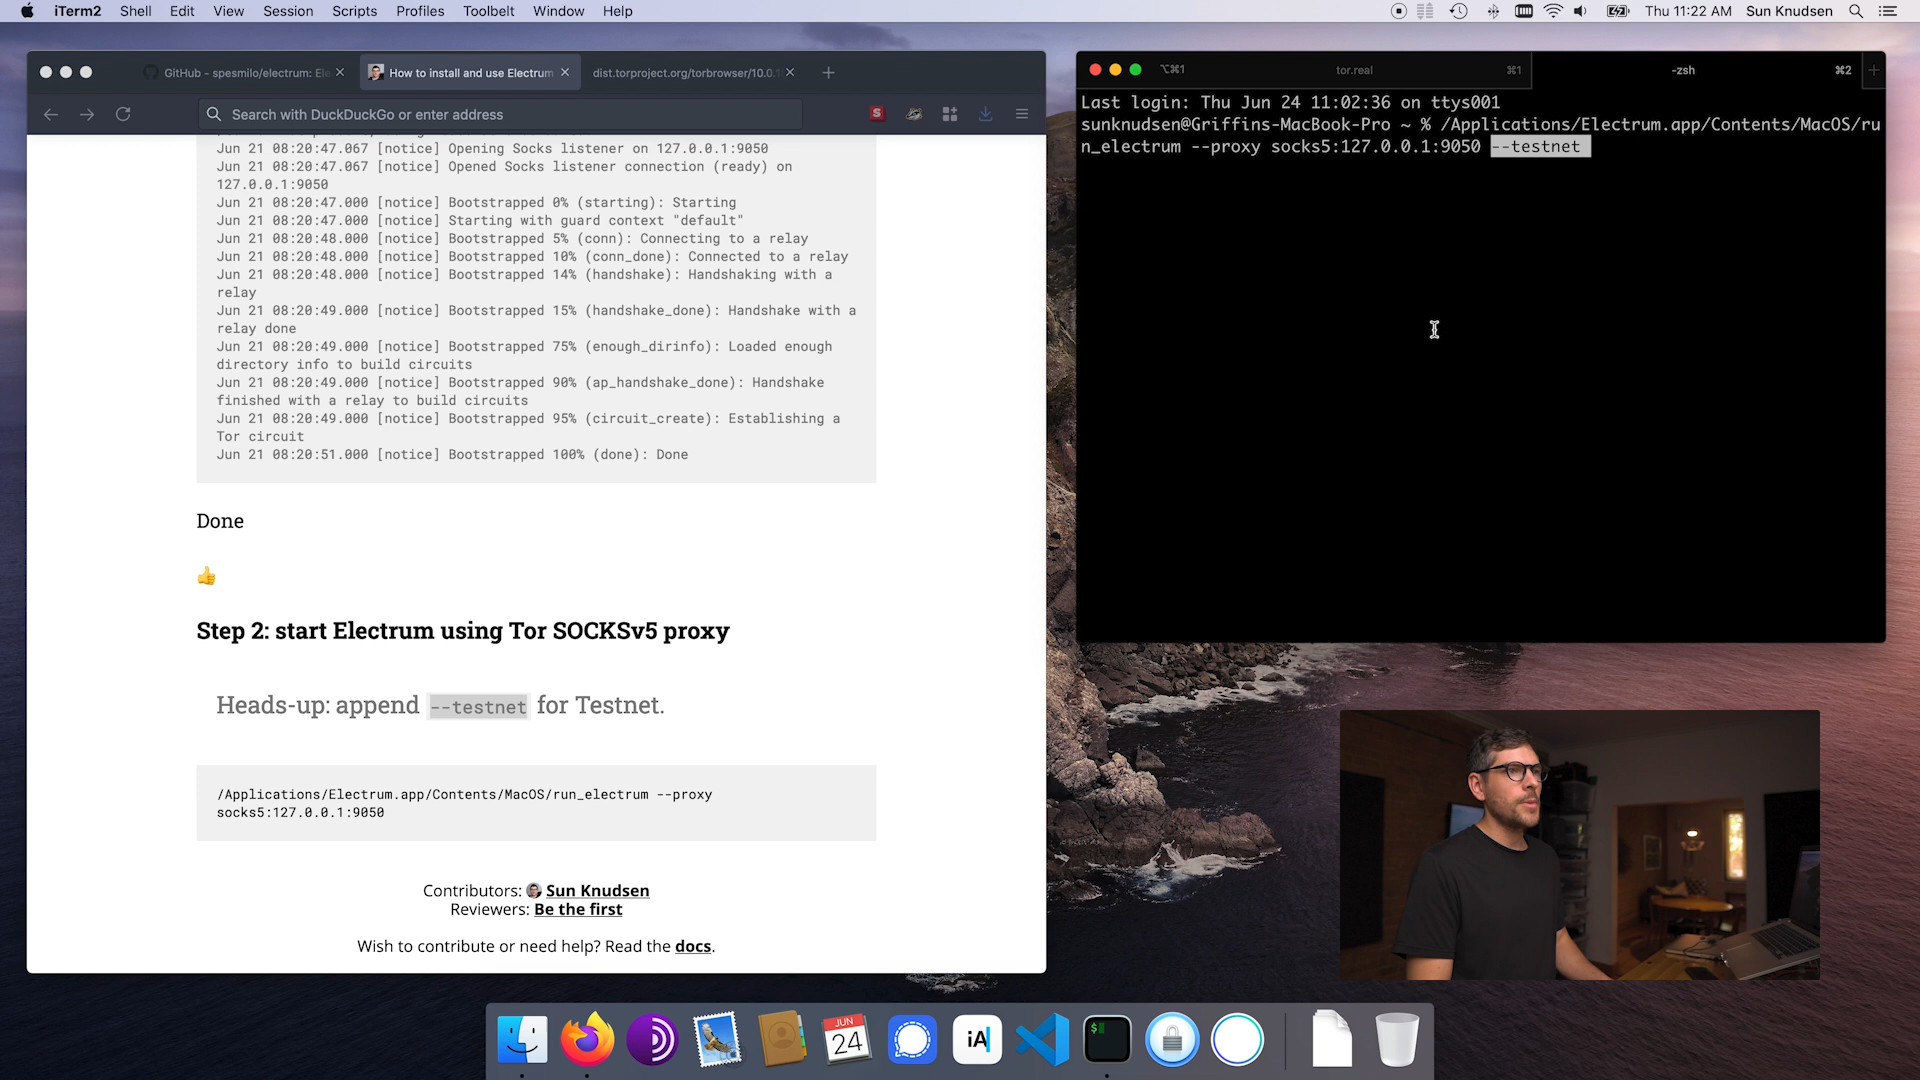 iTerm2 Shell Edit View Session Scripts Profiles Toolbelt Window Help Thu 11:22 AM Sun Knudsen
GitHub - spesmilo/electrum: Ele
How to install and use Electrum
dist.torproject.org/torbrowser/10.0.1
Search with DuckDuckGo or enter address
S
Jun 21 08:20:47.067 [notice] Opening Socks listener on 127.0.0.1:9050
Jun 21 08:20:47.067 [notice] Opened Socks listener connection (ready) on
127.0.0.1:9050
Jun 21 08:20:47.000 [notice] Bootstrapped 0% (starting): Starting
Jun 21 08:20:47.000 [notice] Starting with guard context "default"
Jun 21 08:20:48.000 [notice] Bootstrapped 5% (conn): Connecting to a relay
Jun 21 08:20:48.000 [notice] Bootstrapped 10% (conn_done): Connected to a relay
Jun 21 08:20:48.000 [notice] Bootstrapped 14% (handshake): Handshaking with a
relay
Jun 21 08:20:49.000 [notice] Bootstrapped 15% (handshake_done): Handshake with a
relay done
Jun 21 08:20:49.000 [notice] Bootstrapped 75% (enough_dirinfo): Loaded enough
directory info to build circuits
Jun 21 08:20:49.000 [notice] Bootstrapped 90% (ap_handshake_done): Handshake
finished with a relay to build circuits
Jun 21 08:20:49.000 [notice] Bootstrapped 95% (circuit_create): Establishing a
Tor circuit
Jun 21 08:20:51.000 [notice] Bootstrapped 100% (done): Done
Done
👍
Step 2: start Electrum using Tor SOCKSv5 proxy
Heads-up: append --testnet for Testnet.
/Applications/Electrum.app/Contents/MacOS/run_electrum --proxy
socks5:127.0.0.1:9050
Contributors: Sun Knudsen
Reviewers: Be the first
Wish to contribute or need help? Read the docs.
⌥⌘1 tor.real ⌘1 -zsh ⌘2
Last login: Thu Jun 24 11:02:36 on ttys001
sunknudsen@Griffins-MacBook-Pro ~ % /Applications/Electrum.app/Contents/MacOS/ru
n_electrum --proxy socks5:127.0.0.1:9050 --testnet
JUN
24
iA
$